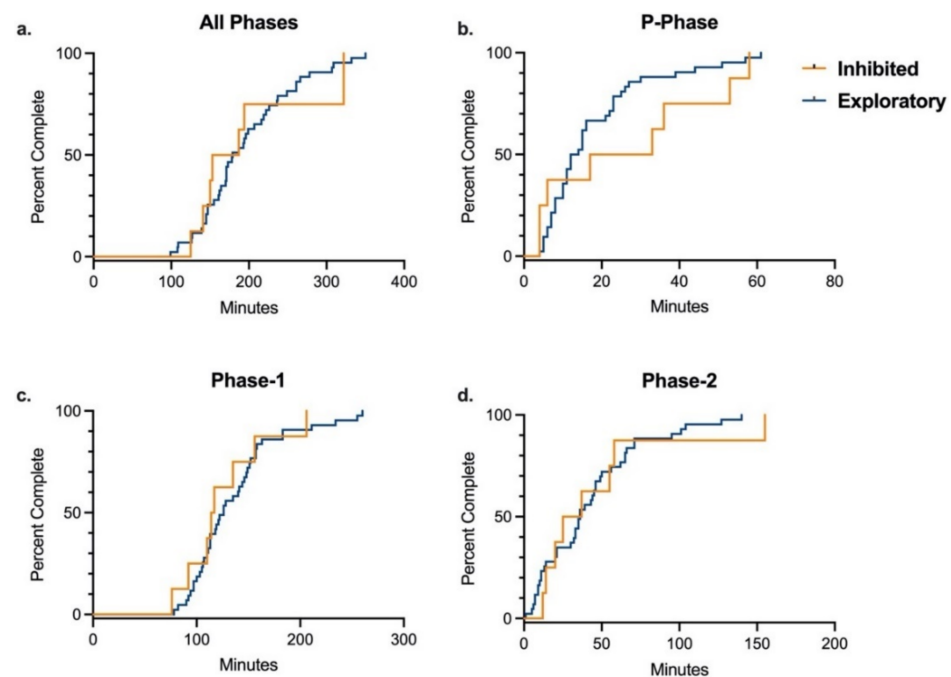 a.
All Phases
Percent Complete
100
50
0
0 100 200 300 400
Minutes
b.
P-Phase
Percent Complete
100
50
0
0 20 40 60 80
Minutes
Inhibited
Exploratory
c.
Phase-1
Percent Complete
100
50
0
0 100 200 300
Minutes
d.
Phase-2
Percent Complete
100
50
0
0 50 100 150 200
Minutes